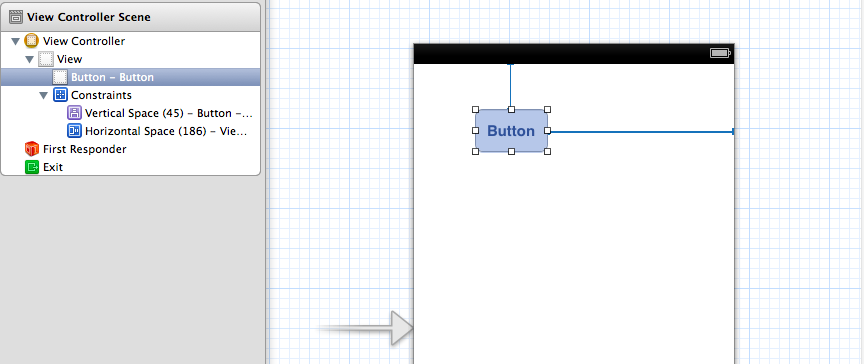 View Controller Scene
View Controller
View
Button – Button
Constraints
Vertical Space (45) – Button –...
Horizontal Space (186) – Vie...
First Responder
Exit
Button